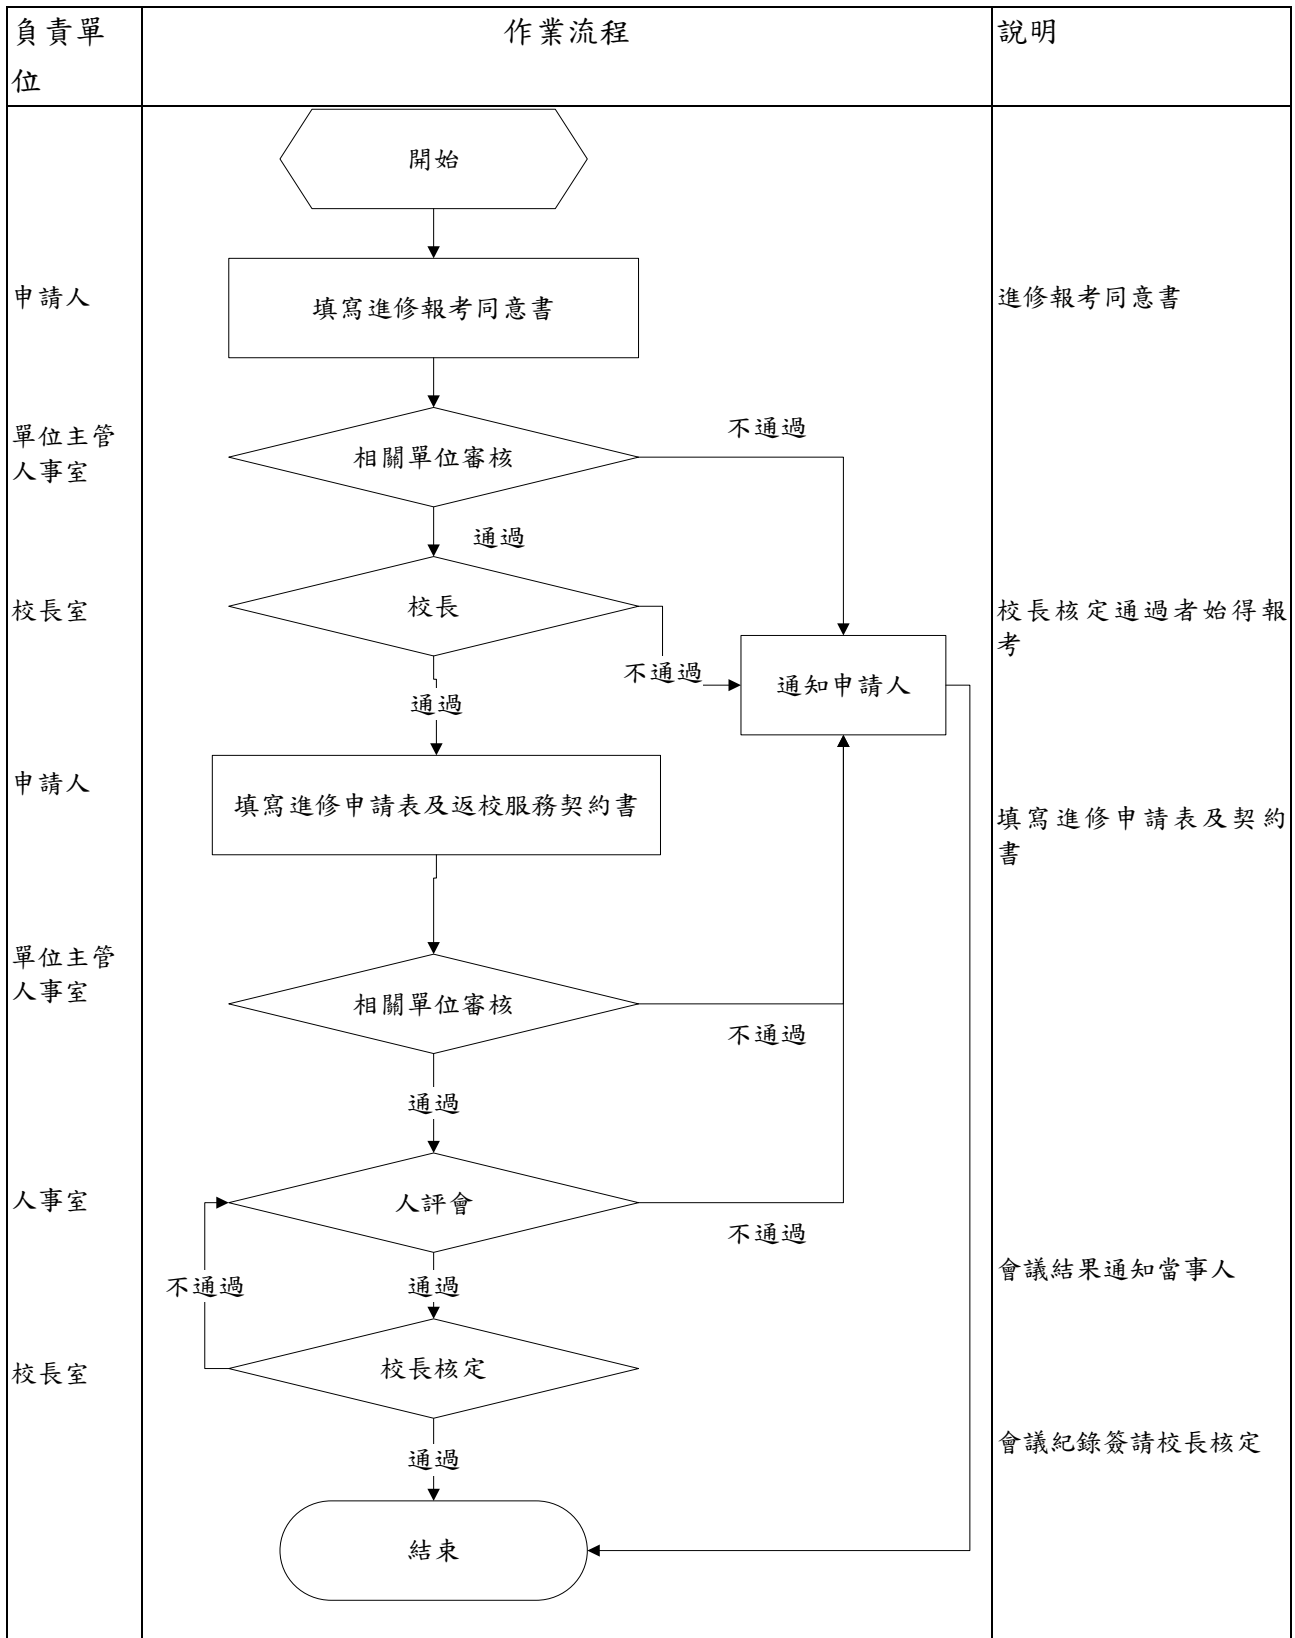 負責單
位
作業流程
說明
開始
申請人
填寫進修報考同意書
進修報考同意書
單位主管
人事室
相關單位審核
不通過
通過
校長室
校長
校長核定通過者始得報
考
不通過
通知申請人
通過
申請人
填寫進修申請表及返校服務契約書
填寫進修申請表及契約
書
單位主管
人事室
相關單位審核
不通過
通過
人事室
人評會
不通過
不通過
通過
會議結果通知當事人
校長室
校長核定
會議紀錄簽請校長核定
通過
結束